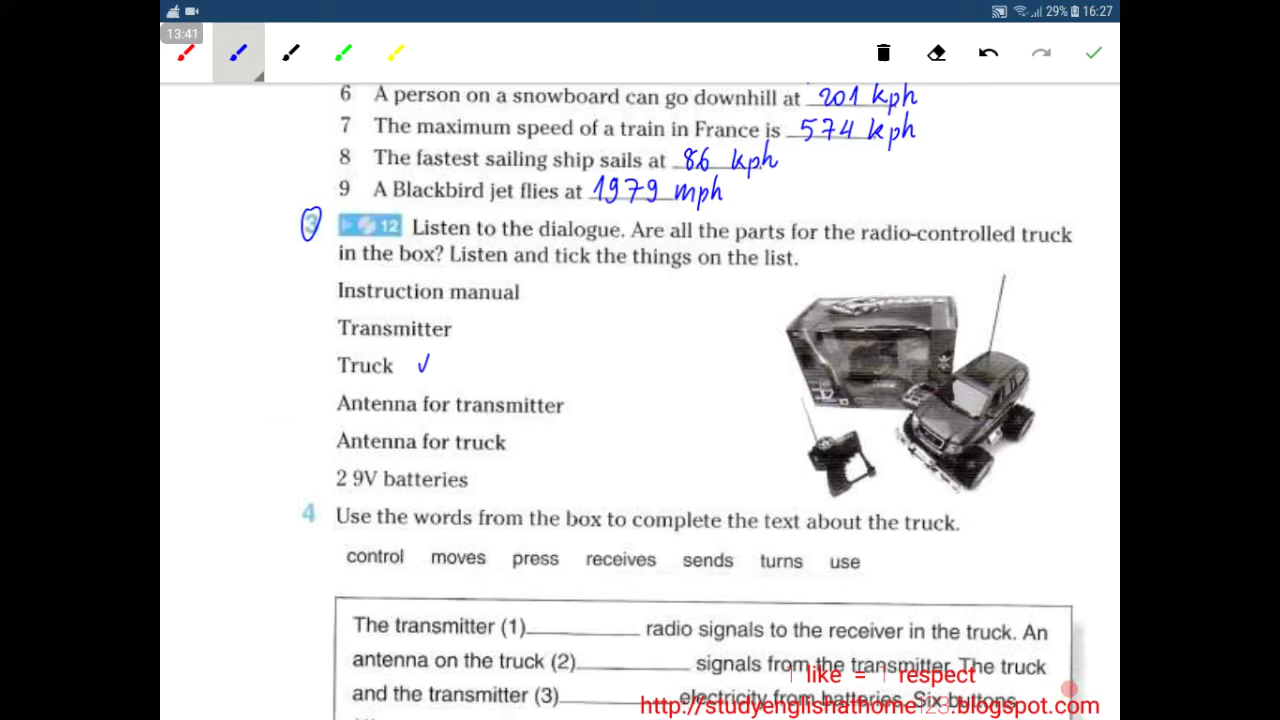 29% 16:27
13:41
6 A person on a snowboard can go downhill at 201 kph
7 The maximum speed of a train in France is 574 kph
8 The fastest sailing ship sails at 86 kph
9 A Blackbird jet flies at 1979 mph
3 12 Listen to the dialogue. Are all the parts for the radio-controlled truck
in the box? Listen and tick the things on the list.
Instruction manual
Transmitter
Truck ✓
Antenna for transmitter
Antenna for truck
2 9V batteries
4 Use the words from the box to complete the text about the truck.
control moves press receives sends turns use
The transmitter (1)__________ radio signals to the receiver in the truck. An
antenna on the truck (2)__________ signals from the transmitter. The truck
1 like = 1 respect
and the transmitter (3)__________ electricity from batteries. Six buttons
http://studyenglishathome123.blogspot.com